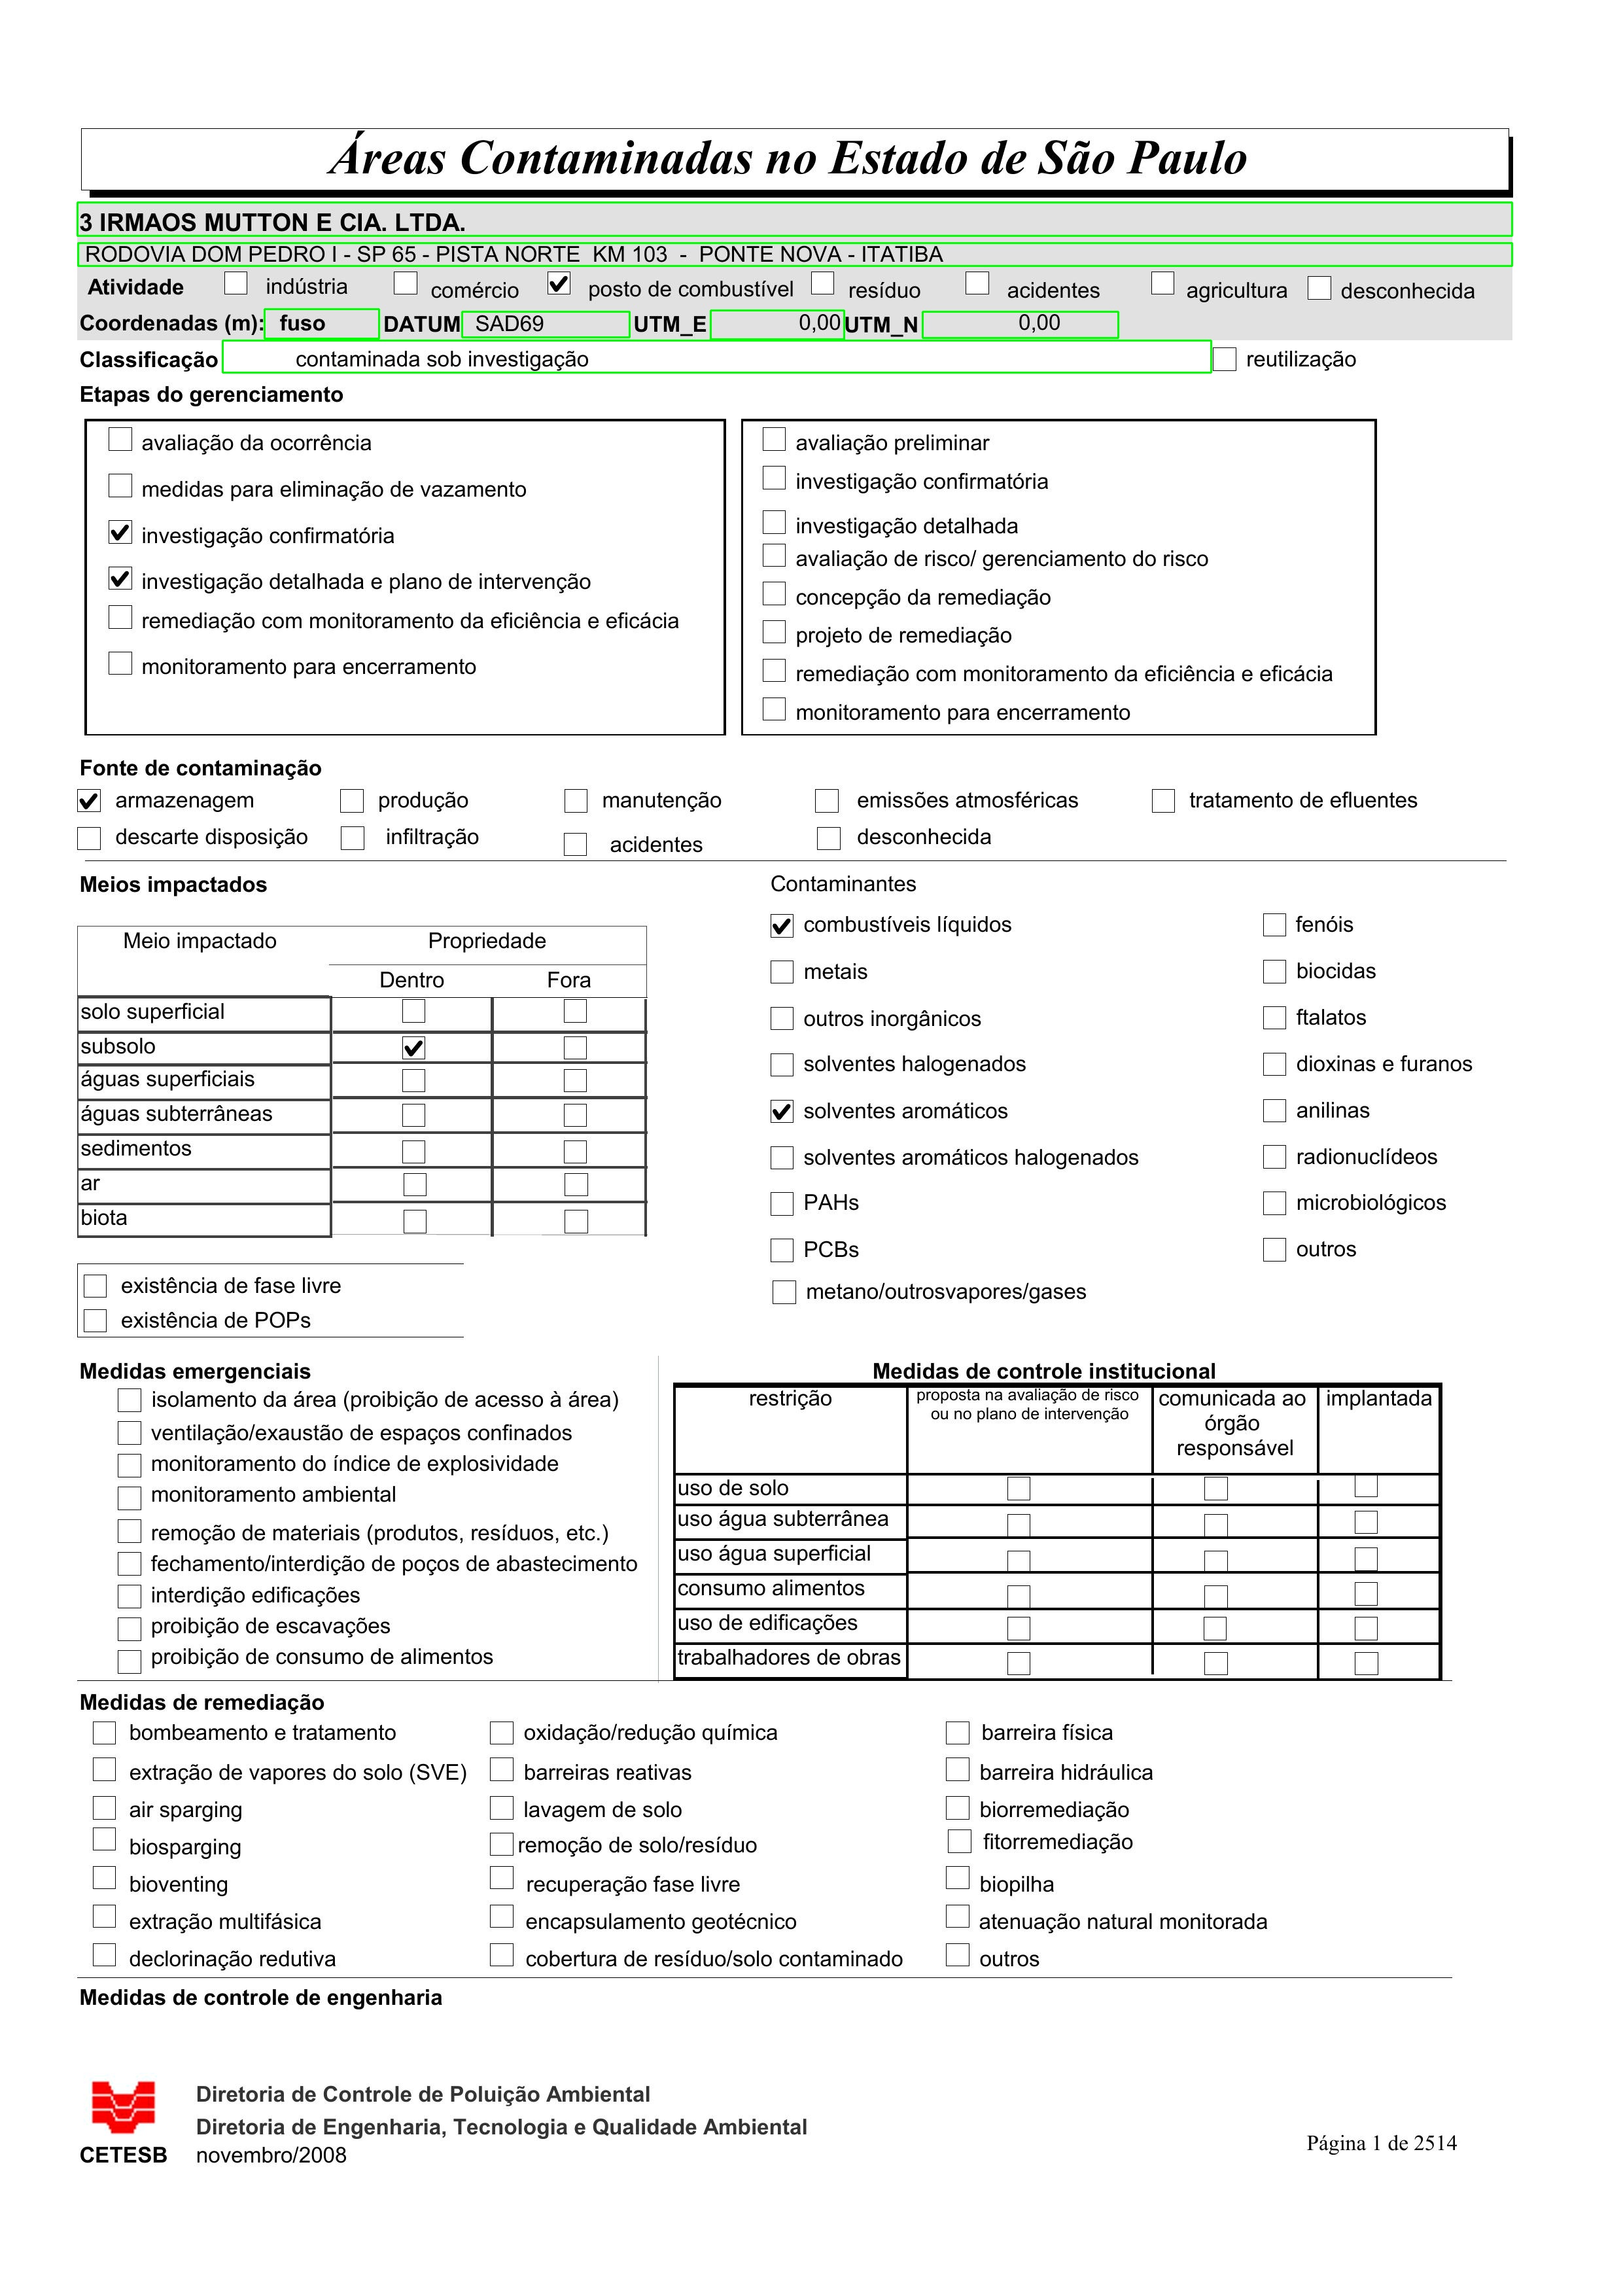 Áreas Contaminadas no Estado de São Paulo
3 IRMAOS MUTTON E CIA. LTDA.
RODOVIA DOM PEDRO I - SP 65 - PISTA NORTE KM 103 - PONTE NOVA - ITATIBA
Atividade indústria comércio posto de combustível resíduo acidentes agricultura desconhecida
Coordenadas (m): fuso DATUM SAD69 UTM_E 0,00 UTM_N 0,00
Classificação contaminada sob investigação reutilização
Etapas do gerenciamento
avaliação da ocorrência
medidas para eliminação de vazamento
investigação confirmatória
investigação detalhada e plano de intervenção
remediação com monitoramento da eficiência e eficácia
monitoramento para encerramento
avaliação preliminar
investigação confirmatória
investigação detalhada
avaliação de risco/ gerenciamento do risco
concepção da remediação
projeto de remediação
remediação com monitoramento da eficiência e eficácia
monitoramento para encerramento
Fonte de contaminação
armazenagem produção manutenção emissões atmosféricas tratamento de efluentes
descarte disposição infiltração acidentes desconhecida
Meios impactados
Meio impactado Propriedade
Dentro Fora
solo superficial
subsolo
águas superficiais
águas subterrâneas
sedimentos
ar
biota
existência de fase livre
existência de POPs
Contaminantes
combustíveis líquidos fenóis
metais biocidas
outros inorgânicos ftalatos
solventes halogenados dioxinas e furanos
solventes aromáticos anilinas
solventes aromáticos halogenados radionuclídeos
PAHs microbiológicos
PCBs outros
metano/outrosvapores/gases
Medidas emergenciais
isolamento da área (proibição de acesso à área)
ventilação/exaustão de espaços confinados
monitoramento do índice de explosividade
monitoramento ambiental
remoção de materiais (produtos, resíduos, etc.)
fechamento/interdição de poços de abastecimento
interdição edificações
proibição de escavações
proibição de consumo de alimentos
Medidas de controle institucional
restrição proposta na avaliação de risco comunicada ao implantada
ou no plano de intervenção órgão
responsável
uso de solo
uso água subterrânea
uso água superficial
consumo alimentos
uso de edificações
trabalhadores de obras
Medidas de remediação
bombeamento e tratamento oxidação/redução química barreira física
extração de vapores do solo (SVE) barreiras reativas barreira hidráulica
air sparging lavagem de solo biorremediação
biosparging remoção de solo/resíduo fitorremediação
bioventing recuperação fase livre biopilha
extração multifásica encapsulamento geotécnico atenuação natural monitorada
declorinação redutiva cobertura de resíduo/solo contaminado outros
Medidas de controle de engenharia
Diretoria de Controle de Poluição Ambiental
Diretoria de Engenharia, Tecnologia e Qualidade Ambiental
CETESB novembro/2008
Página 1 de 2514